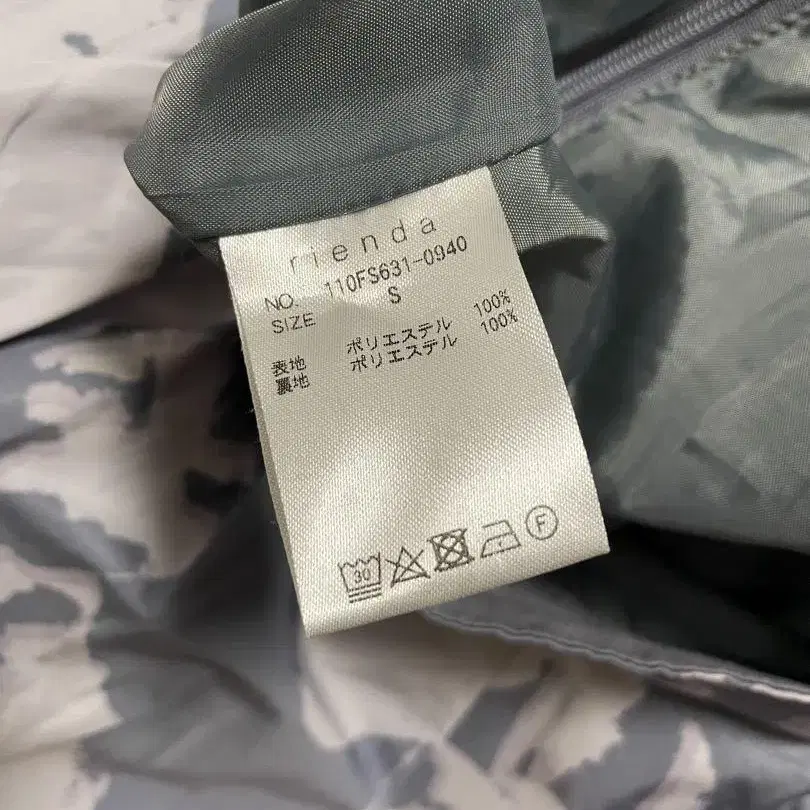 rienda
NO. 110FS631-0940
SIZE S
表地 ポリエステル 100%
裏地 ポリエステル 100%
30
F